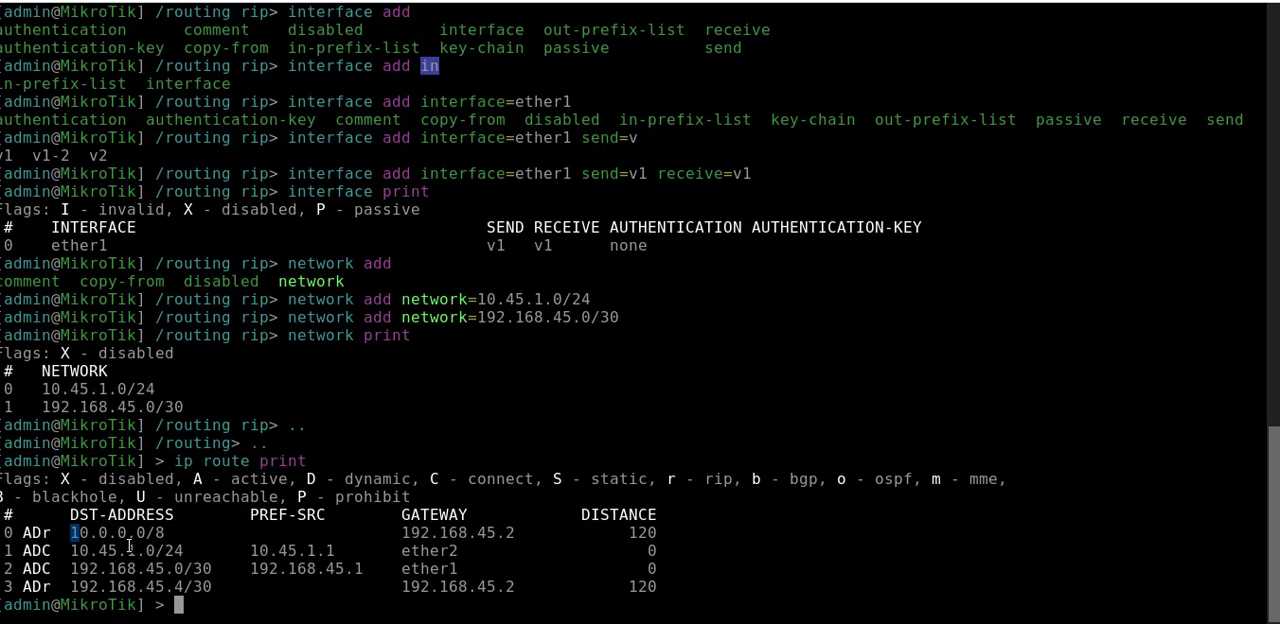 [admin@MikroTik] /routing rip> interface add
authentication comment disabled interface out-prefix-list receive
authentication-key copy-from in-prefix-list key-chain passive send
[admin@MikroTik] /routing rip> interface add in
in-prefix-list interface
[admin@MikroTik] /routing rip> interface add interface=ether1
authentication authentication-key comment copy-from disabled in-prefix-list key-chain out-prefix-list passive receive send
[admin@MikroTik] /routing rip> interface add interface=ether1 send=v
v1 v1-2 v2
[admin@MikroTik] /routing rip> interface add interface=ether1 send=v1 receive=v1
[admin@MikroTik] /routing rip> interface print
Flags: I - invalid, X - disabled, P - passive
# INTERFACE SEND RECEIVE AUTHENTICATION AUTHENTICATION-KEY
0 ether1 v1 v1 none
[admin@MikroTik] /routing rip> network add
comment copy-from disabled network
[admin@MikroTik] /routing rip> network add network=10.45.1.0/24
[admin@MikroTik] /routing rip> network add network=192.168.45.0/30
[admin@MikroTik] /routing rip> network print
Flags: X - disabled
# NETWORK
0 10.45.1.0/24
1 192.168.45.0/30
[admin@MikroTik] /routing rip> ..
[admin@MikroTik] /routing> ..
[admin@MikroTik] > ip route print
Flags: X - disabled, A - active, D - dynamic, C - connect, S - static, r - rip, b - bgp, o - ospf, m - mme,
B - blackhole, U - unreachable, P - prohibit
# DST-ADDRESS PREF-SRC GATEWAY DISTANCE
0 ADr 10.0.0.0/8 192.168.45.2 120
1 ADC 10.45.1.0/24 10.45.1.1 ether2 0
2 ADC 192.168.45.0/30 192.168.45.1 ether1 0
3 ADr 192.168.45.4/30 192.168.45.2 120
[admin@MikroTik] >